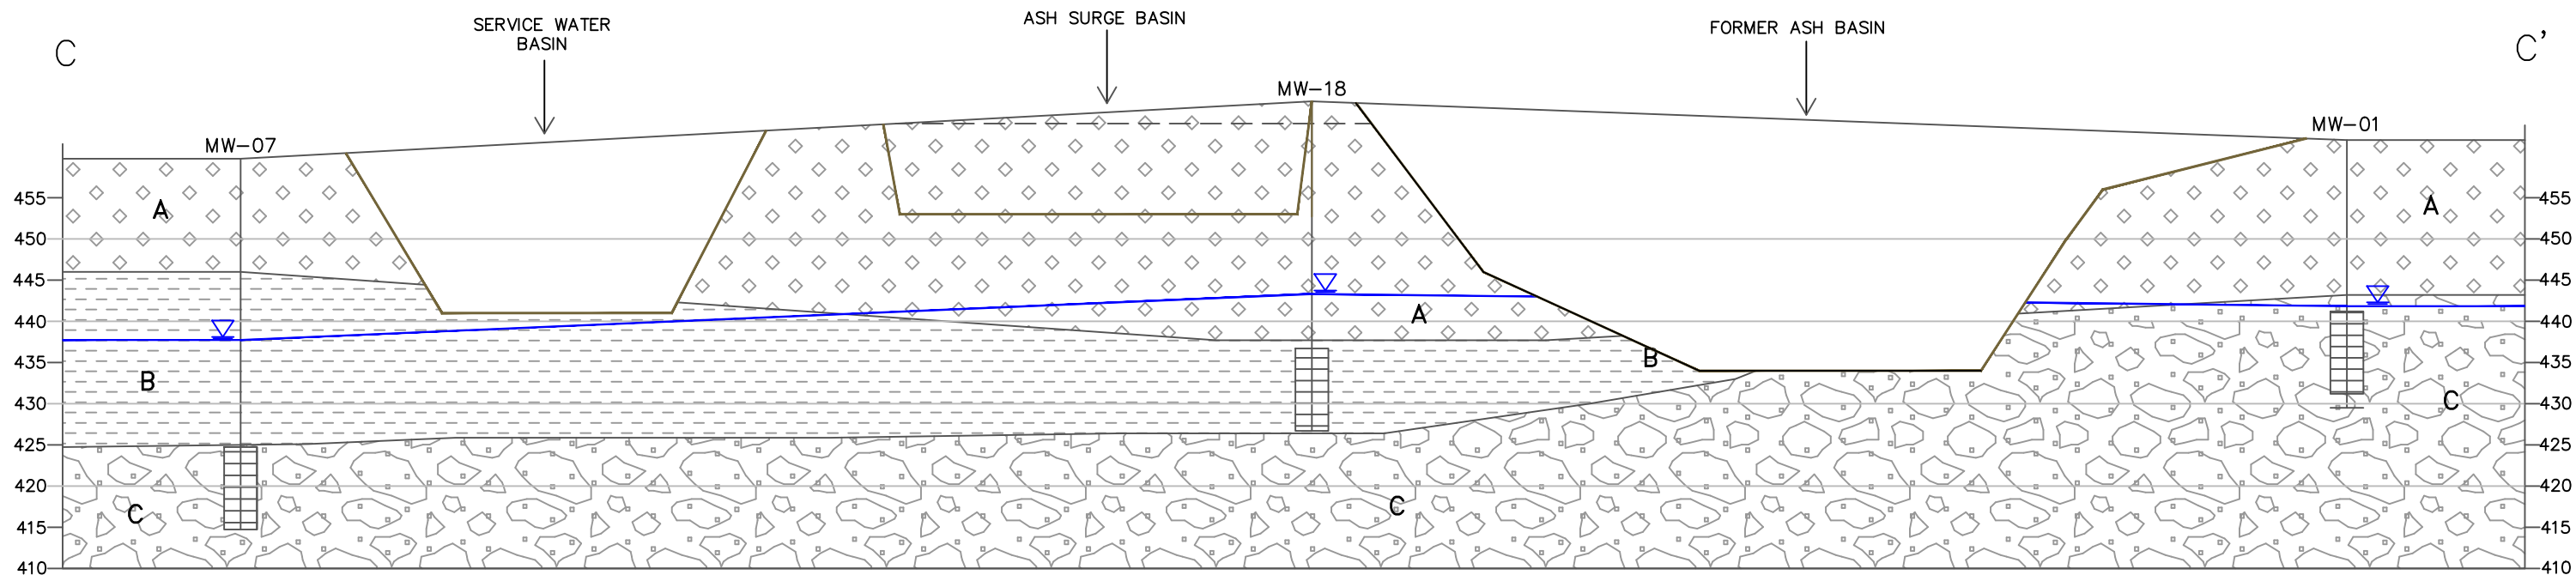 C
SERVICE WATER
BASIN
ASH SURGE BASIN
FORMER ASH BASIN
C'
MW-07
MW-18
MW-01
455
450
445
440
435
430
425
420
415
410
A
B
C
A
B
C
A
C
455
450
445
440
435
430
425
420
415
410